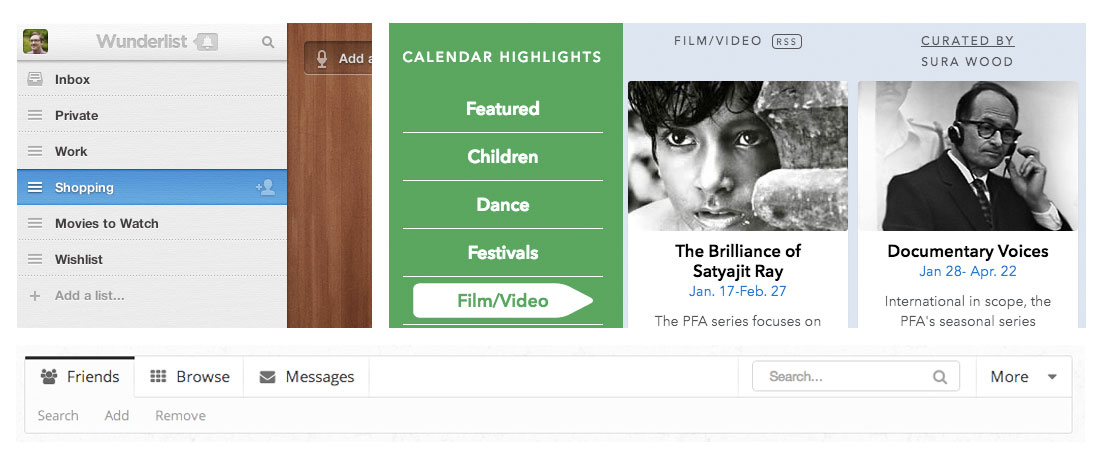 Wunderlist
Inbox
Private
Work
Shopping
Movies to Watch
Wishlist
Add a list...
Add a
CALENDAR HIGHLIGHTS
Featured
Children
Dance
Festivals
Film/Video
FILM/VIDEO RSS
The Brilliance of
Satyajit Ray
Jan. 17-Feb. 27
The PFA series focuses on
CURATED BY
SURA WOOD
Documentary Voices
Jan 28- Apr. 22
International in scope, the
PFA's seasonal series
Friends Browse Messages Search... More
Search Add Remove